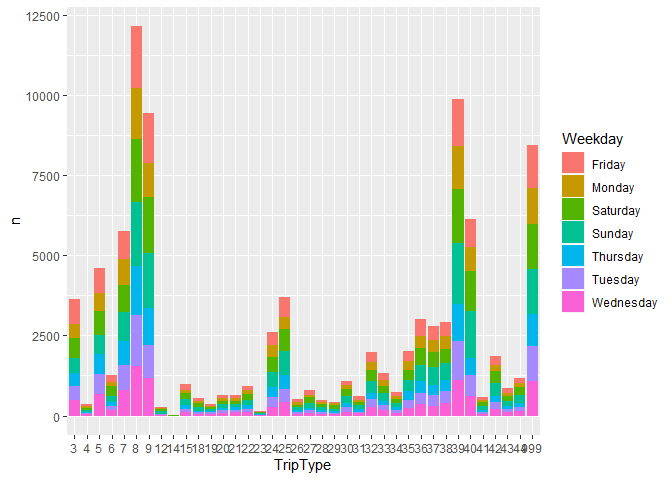 12500
10000
7500
5000
2500
0
n
3 4 5 6 7 8 9 12 14 15 18 19 20 21 22 23 24 25 26 27 28 29 30 31 32 33 34 35 36 37 38 39 40 41 42 43 44 999
TripType
Weekday
Friday
Monday
Saturday
Sunday
Thursday
Tuesday
Wednesday